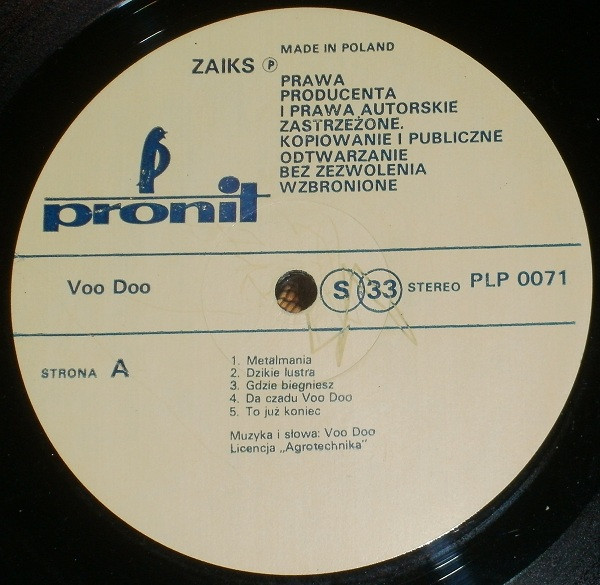 MADE IN POLAND
ZAIKS Ⓟ
PRAWA
PRODUCENTA
I PRAWA AUTORSKIE
ZASTRZEŻONE.
KOPIOWANIE I PUBLICZNE
ODTWARZANIE
BEZ ZEZWOLENIA
WZBRONIONE
pronit
Voo Doo
S 33 STEREO PLP 0071
STRONA A
1. Metalmania
2. Dzikie lustra
3. Gdzie biegniesz
4. Da czadu Voo Doo
5. To już koniec
Muzyka i słowa: Voo Doo
Licencja „Agrotechnika"